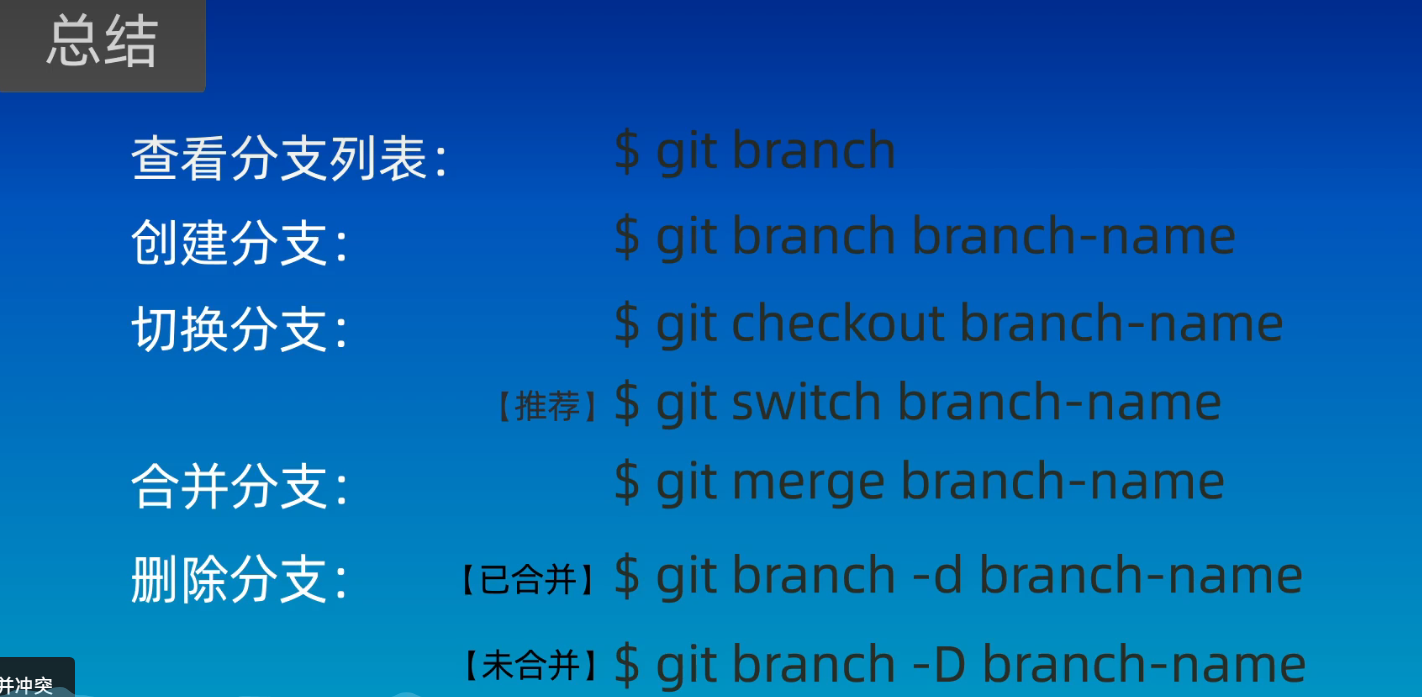 总结
查看分支列表： $ git branch
创建分支： $ git branch branch-name
切换分支： $ git checkout branch-name
【推荐】 $ git switch branch-name
合并分支： $ git merge branch-name
删除分支： 【已合并】 $ git branch -d branch-name
【未合并】 $ git branch -D branch-name
并冲突